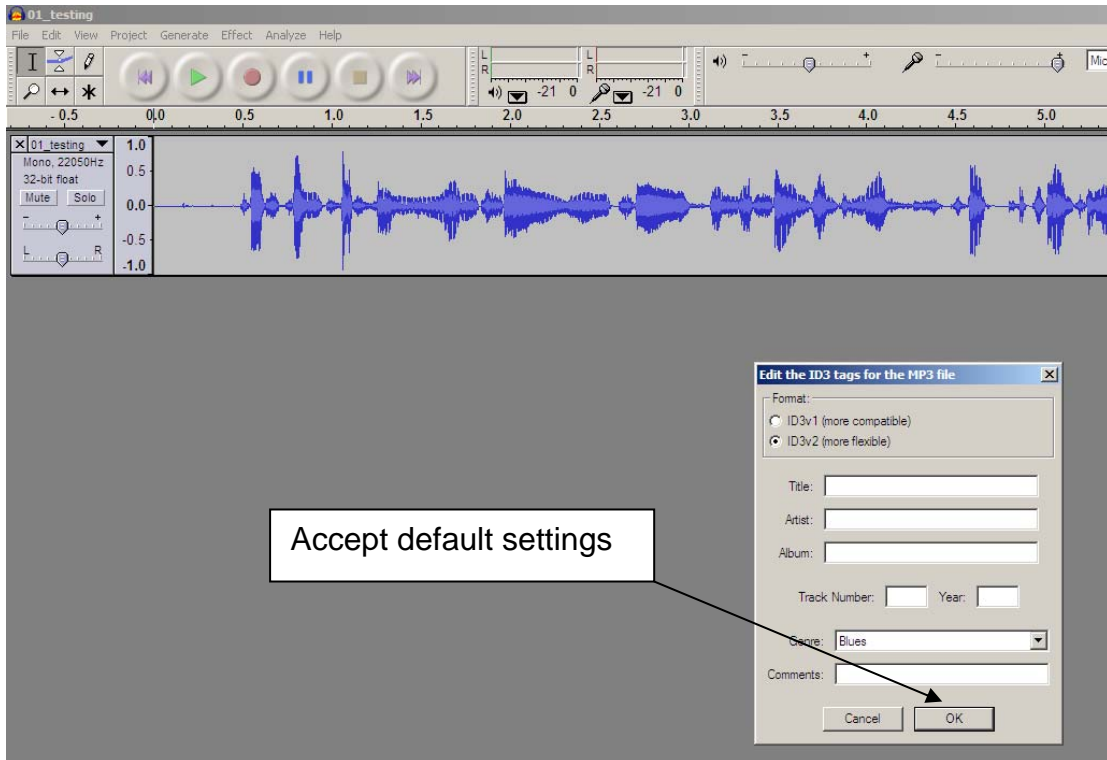 01_testing
File Edit View Project Generate Effect Analyze Help
L
R
-21 0
L
R
-21 0
- +
- +
Mic
- 0.5 0.0 0.5 1.0 1.5 2.0 2.5 3.0 3.5 4.0 4.5 5.0
01_testing
Mono, 22050Hz
32-bit float
Mute Solo
- +
L R
1.0
0.5
0.0
-0.5
-1.0
Edit the ID3 tags for the MP3 file
Format:
ID3v1 (more compatible)
ID3v2 (more flexible)
Title:
Artist:
Album:
Track Number: Year:
Genre: Blues
Comments:
Cancel OK
Accept default settings